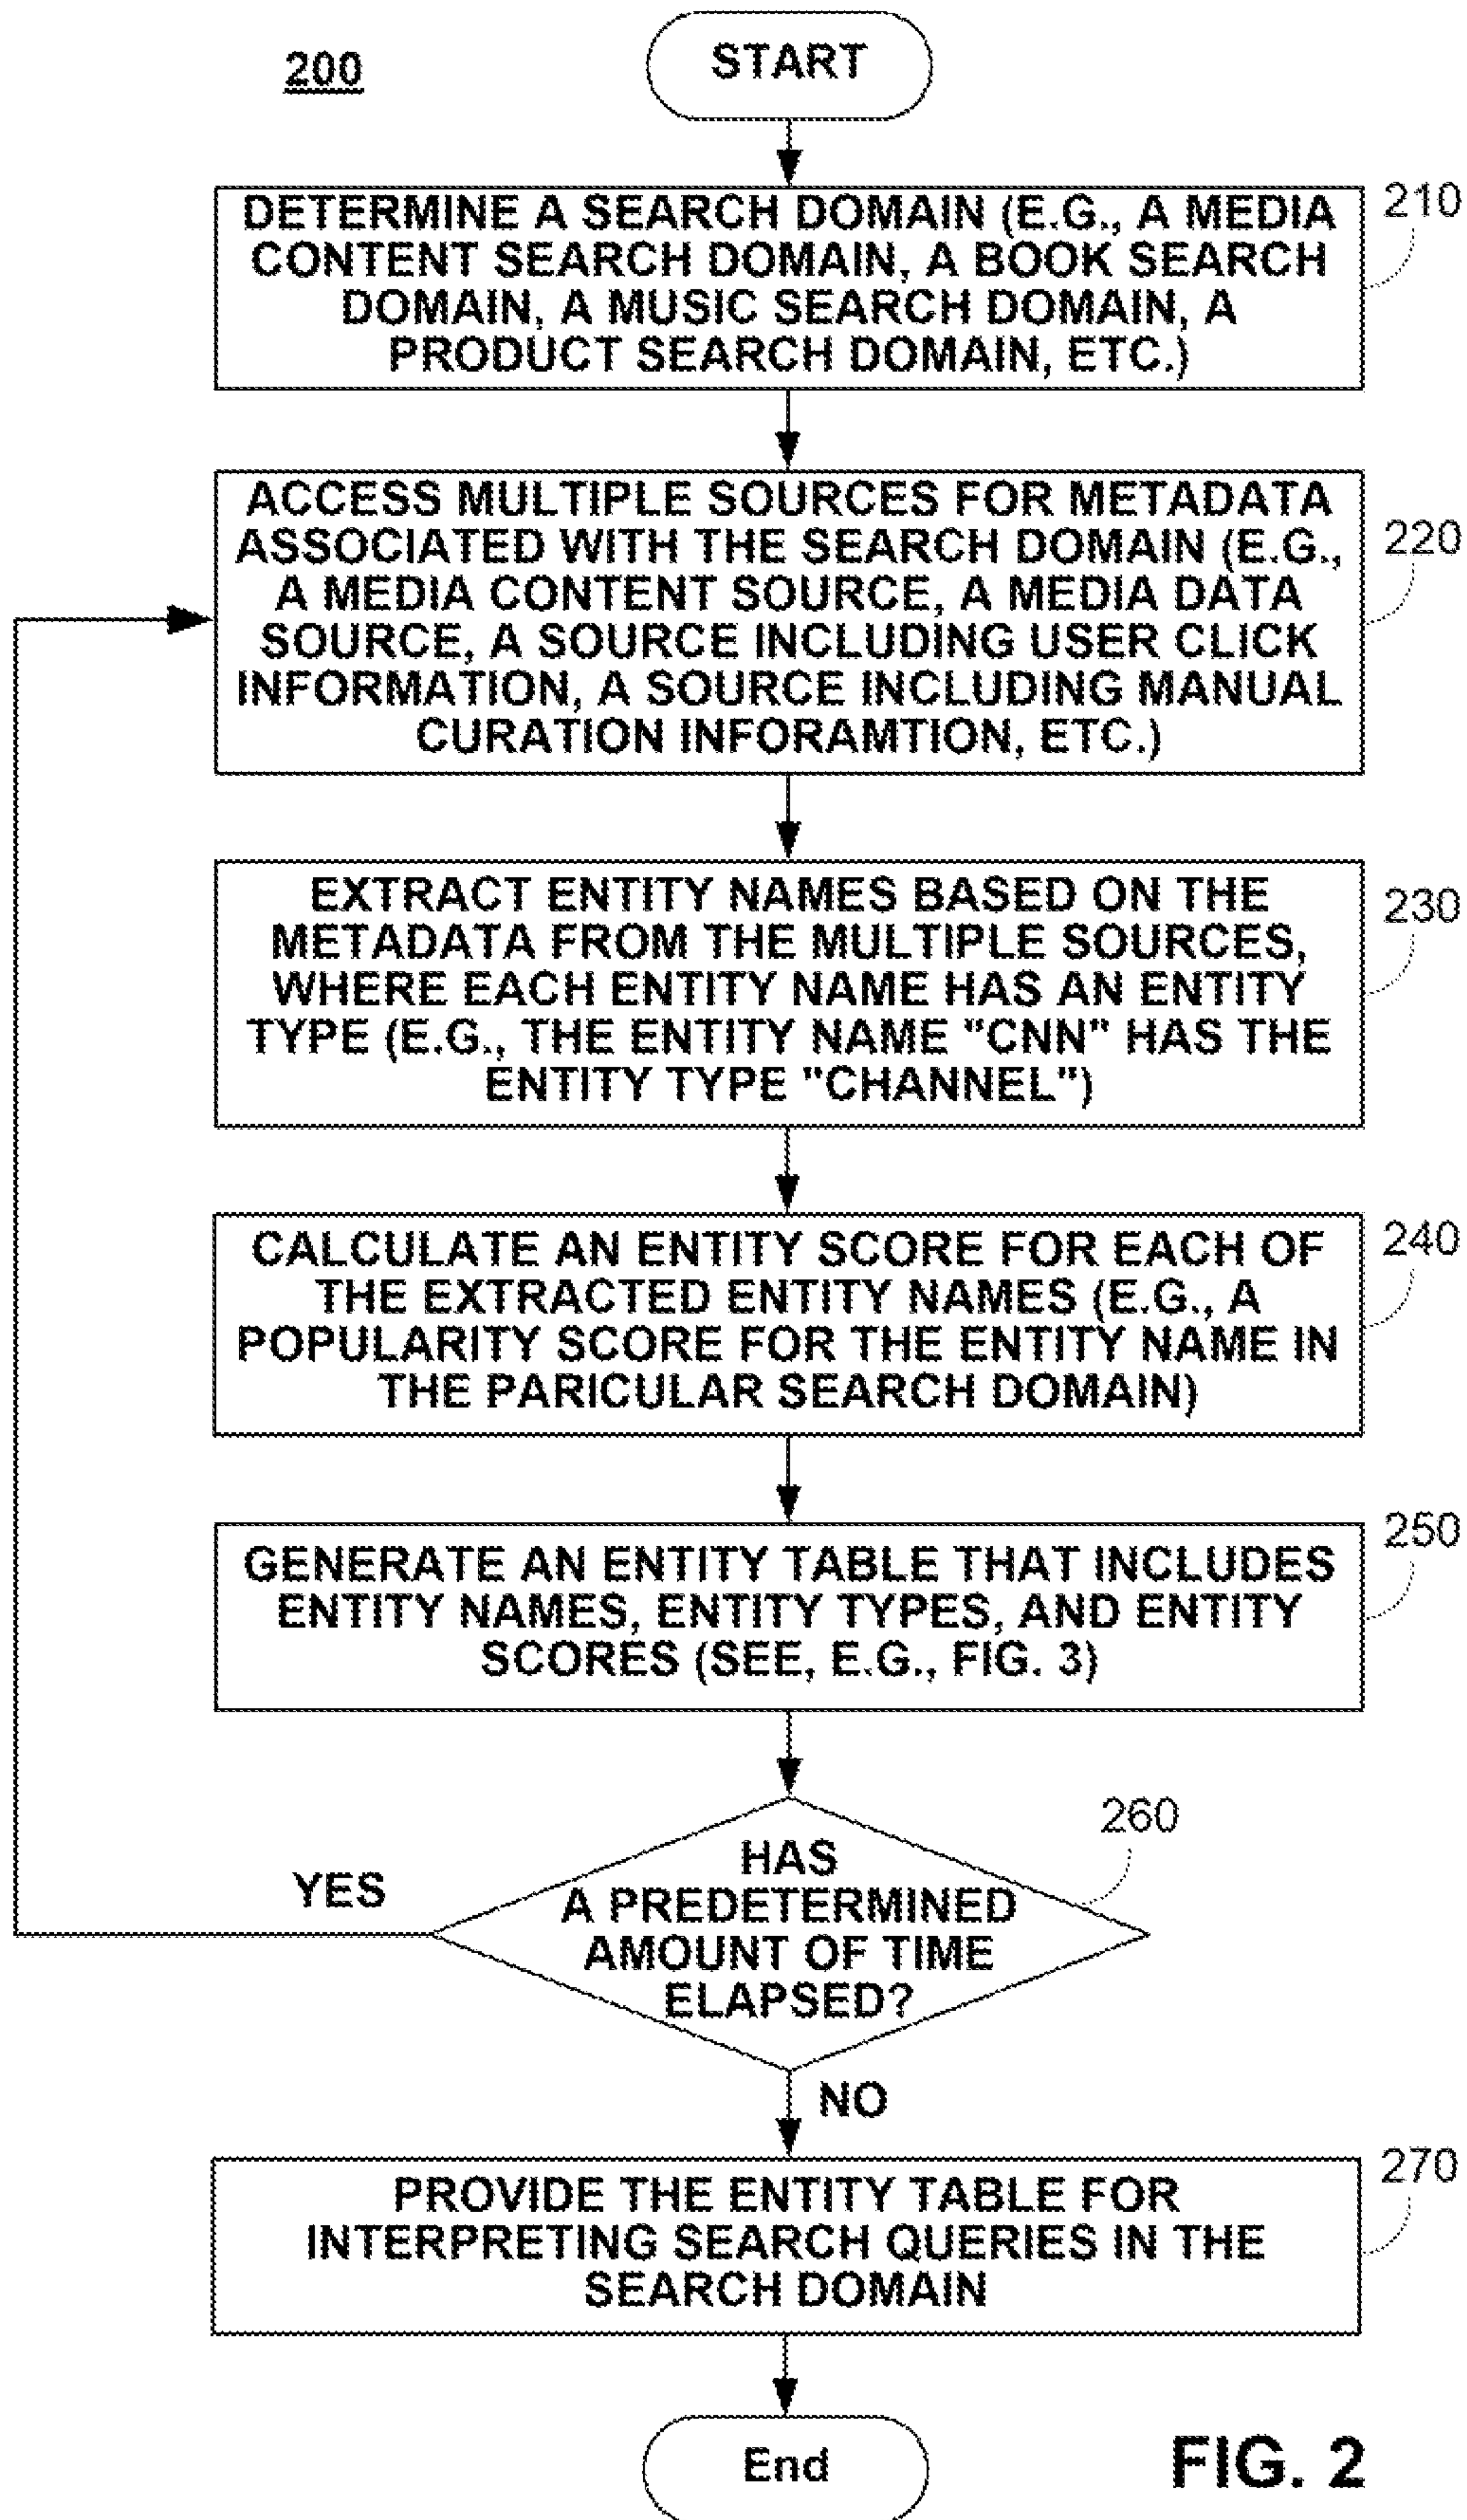 200
START
210
DETERMINE A SEARCH DOMAIN (E.G., A MEDIA
CONTENT SEARCH DOMAIN, A BOOK SEARCH
DOMAIN, A MUSIC SEARCH DOMAIN, A
PRODUCT SEARCH DOMAIN, ETC.)
220
ACCESS MULTIPLE SOURCES FOR METADATA
ASSOCIATED WITH THE SEARCH DOMAIN (E.G.,
A MEDIA CONTENT SOURCE, A MEDIA DATA
SOURCE, A SOURCE INCLUDING USER CLICK
INFORMATION, A SOURCE INCLUDING MANUAL
CURATION INFORAMTION, ETC.)
230
EXTRACT ENTITY NAMES BASED ON THE
METADATA FROM THE MULTIPLE SOURCES,
WHERE EACH ENTITY NAME HAS AN ENTITY
TYPE (E.G., THE ENTITY NAME "CNN" HAS THE
ENTITY TYPE "CHANNEL")
240
CALCULATE AN ENTITY SCORE FOR EACH OF
THE EXTRACTED ENTITY NAMES (E.G., A
POPULARITY SCORE FOR THE ENTITY NAME IN
THE PARICULAR SEARCH DOMAIN)
250
GENERATE AN ENTITY TABLE THAT INCLUDES
ENTITY NAMES, ENTITY TYPES, AND ENTITY
SCORES (SEE, E.G., FIG. 3)
260
HAS
A PREDETERMINED
AMOUNT OF TIME
ELAPSED?
YES
NO
270
PROVIDE THE ENTITY TABLE FOR
INTERPRETING SEARCH QUERIES IN THE
SEARCH DOMAIN
End
FIG. 2